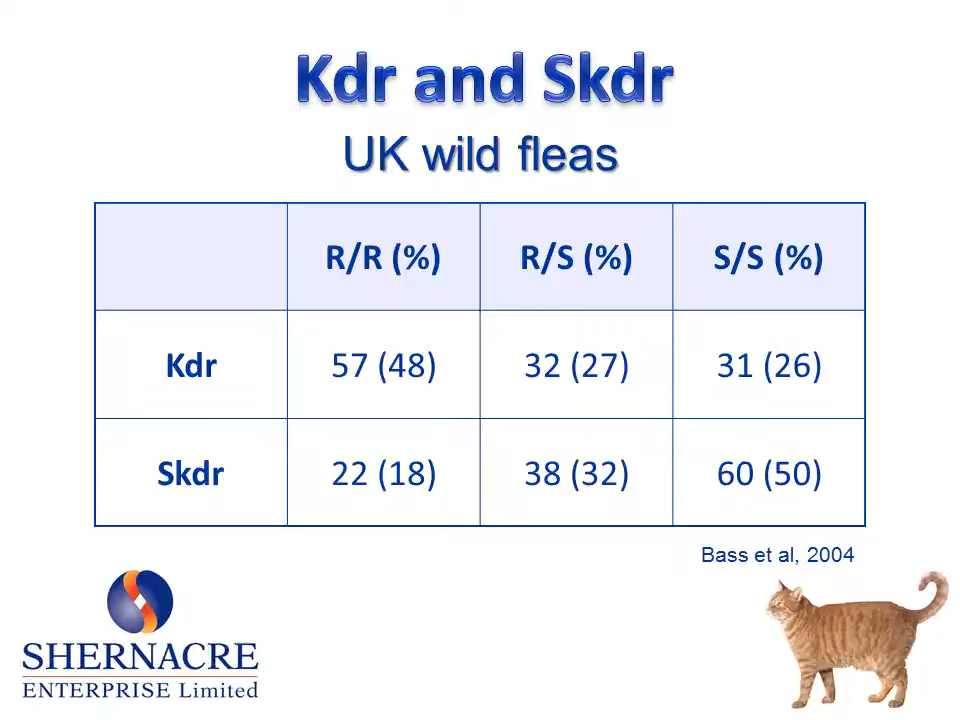 Kdr and Skdr
UK wild fleas
R/R (%) R/S (%) S/S (%)
Kdr 57 (48) 32 (27) 31 (26)
Skdr 22 (18) 38 (32) 60 (50)
Bass et al, 2004
SHERNACRE
ENTERPRISE Limited